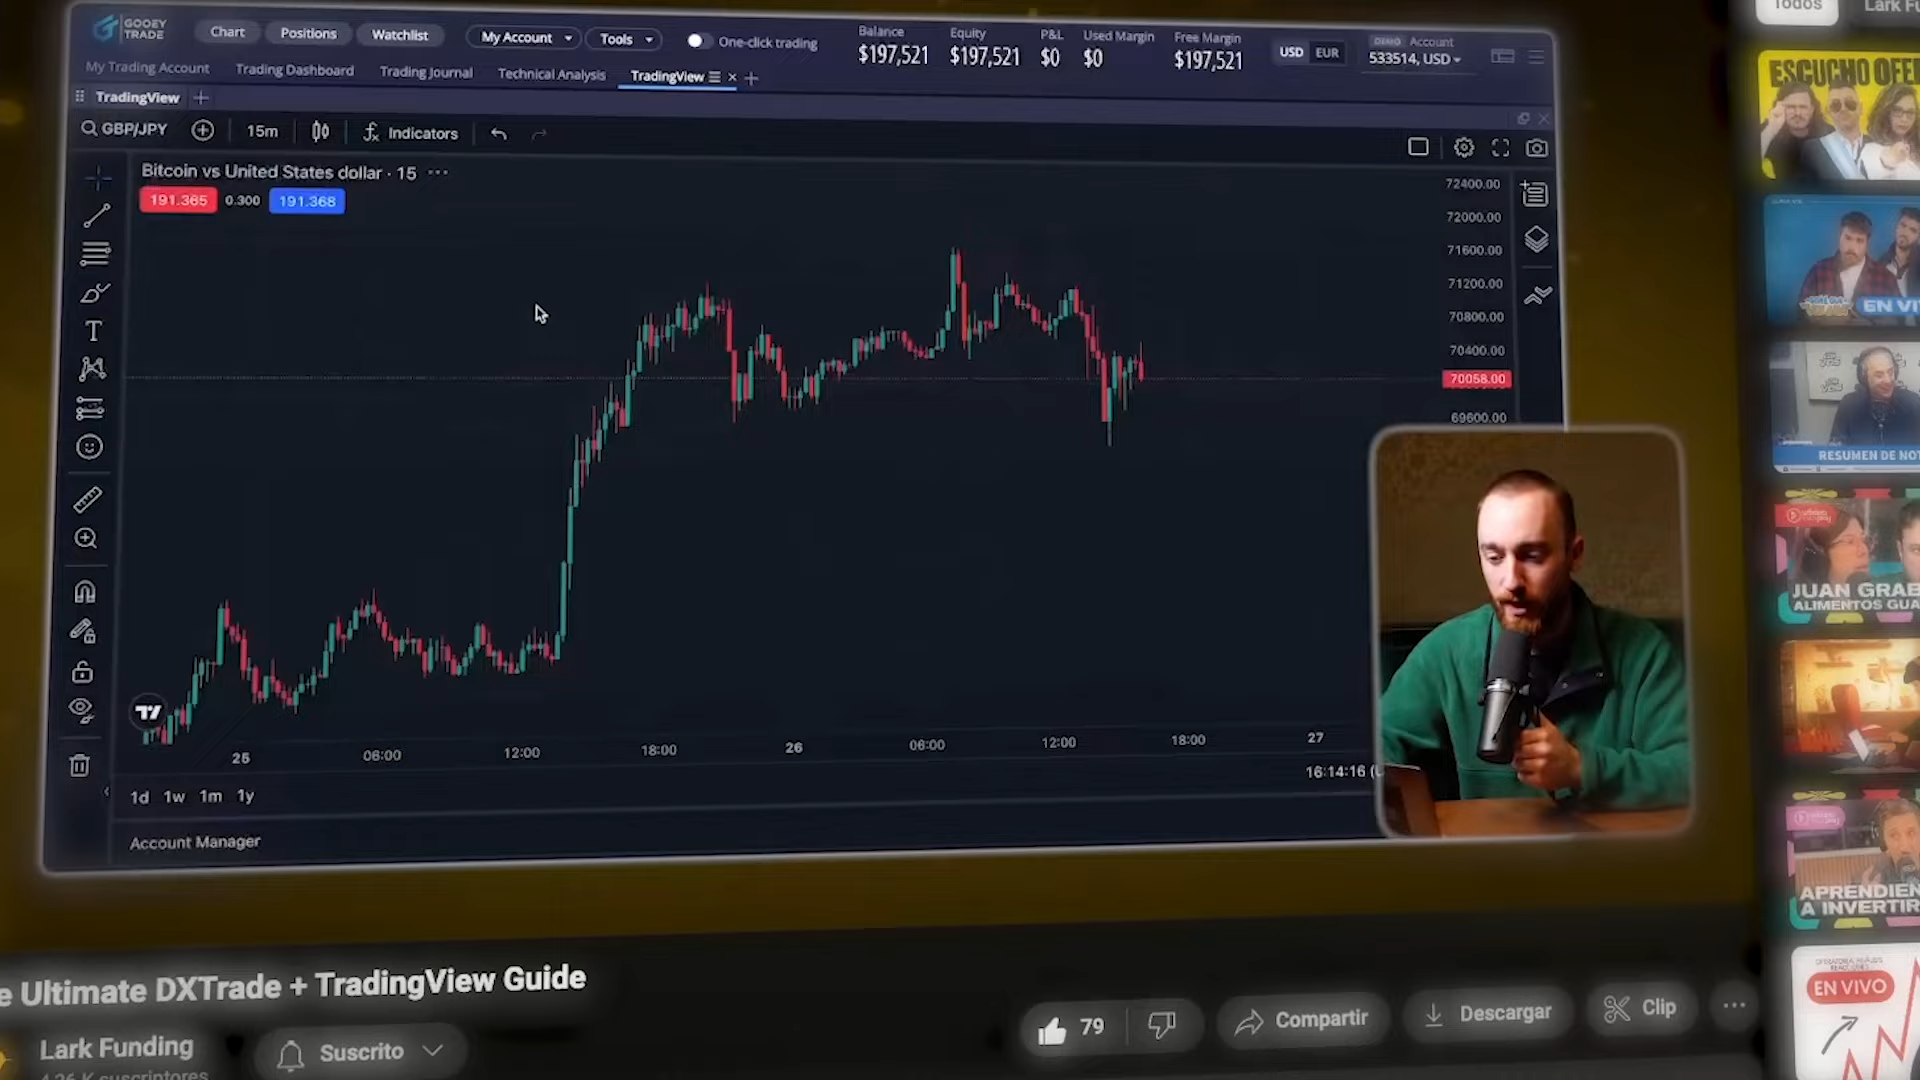 GOOEY
TRADE
Chart
Positions
Watchlist
My Account
Tools
One-click trading
Balance
$197,521
Equity
$197,521
P&L
$0
Used Margin
$0
Free Margin
$197,521
USD
EUR
DEMO Account
533514, USD
My Trading Account
Trading Dashboard
Trading Journal
Technical Analysis
TradingView
TradingView
GBP/JPY
15m
Indicators
Bitcoin vs United States dollar · 15
191.365
0.300
191.368
72400.00
72000.00
71600.00
71200.00
70800.00
70400.00
70058.00
69600.00
25
06:00
12:00
18:00
26
06:00
12:00
18:00
27
16:14:16 (U
1d 1w 1m 1y
Account Manager
e Ultimate DXTrade + TradingView Guide
Lark Funding
Suscrito
79
Compartir
Descargar
Clip
Todos
Lark Fu
ESCUCHO OFE
EN VI
RESUMEN DE NOT
JUAN GRAB
ALIMENTOS GUA
APRENDIEN
A INVERTIR
EN VIVO